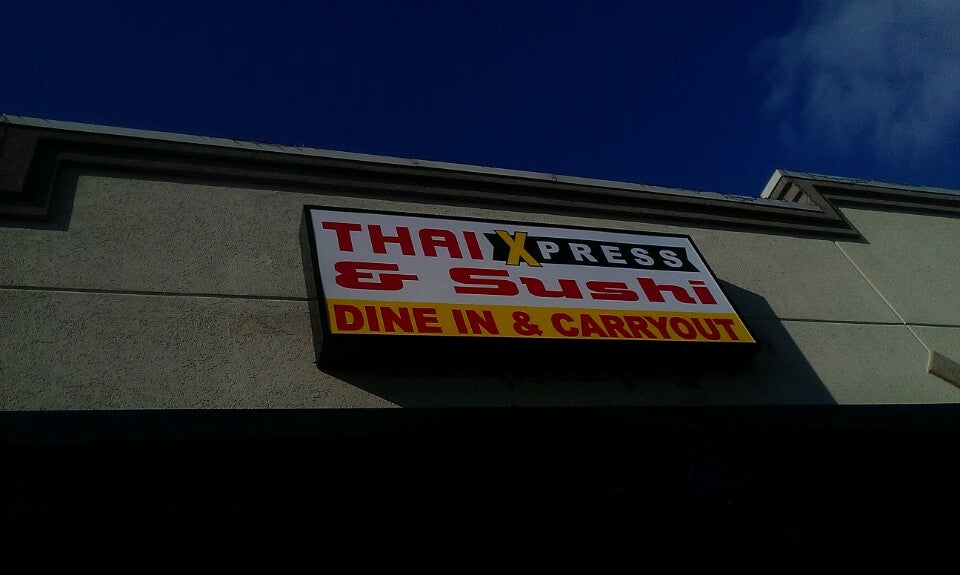 THAI XPRESS
& Sushi
DINE IN & CARRYOUT